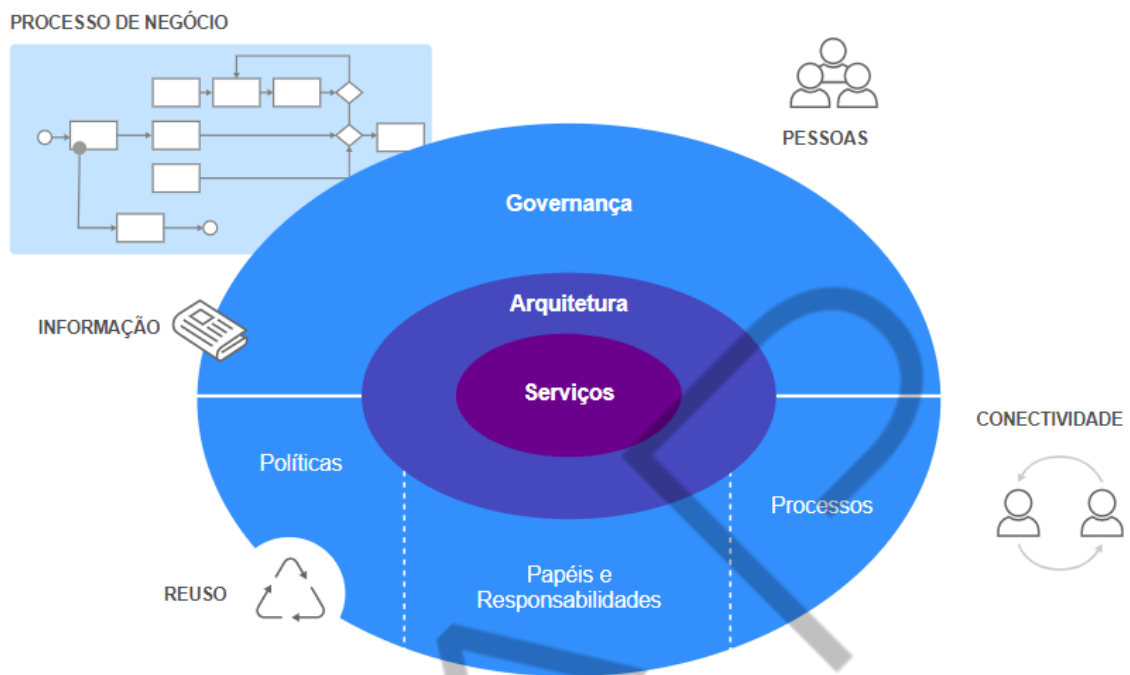 PROCESSO DE NEGÓCIO
PESSOAS
Governança
Arquitetura
INFORMAÇÃO
Serviços
CONECTIVIDADE
Políticas
Processos
Papéis e
Responsabilidades
REUSO